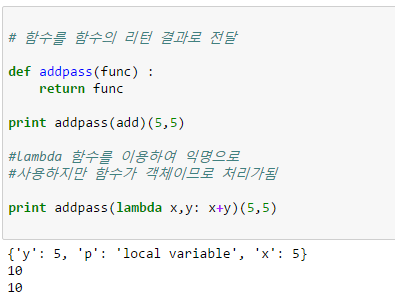 # 함수를 함수의 리턴 결과로 전달
def addpass(func) :
    return func
print addpass(add)(5,5)
#lambda 함수를 이용하여 익명으로
#사용하지만 함수가 객체이므로 처리가됨
print addpass(lambda x,y: x+y)(5,5)
{'y': 5, 'p': 'local variable', 'x': 5}
10
10